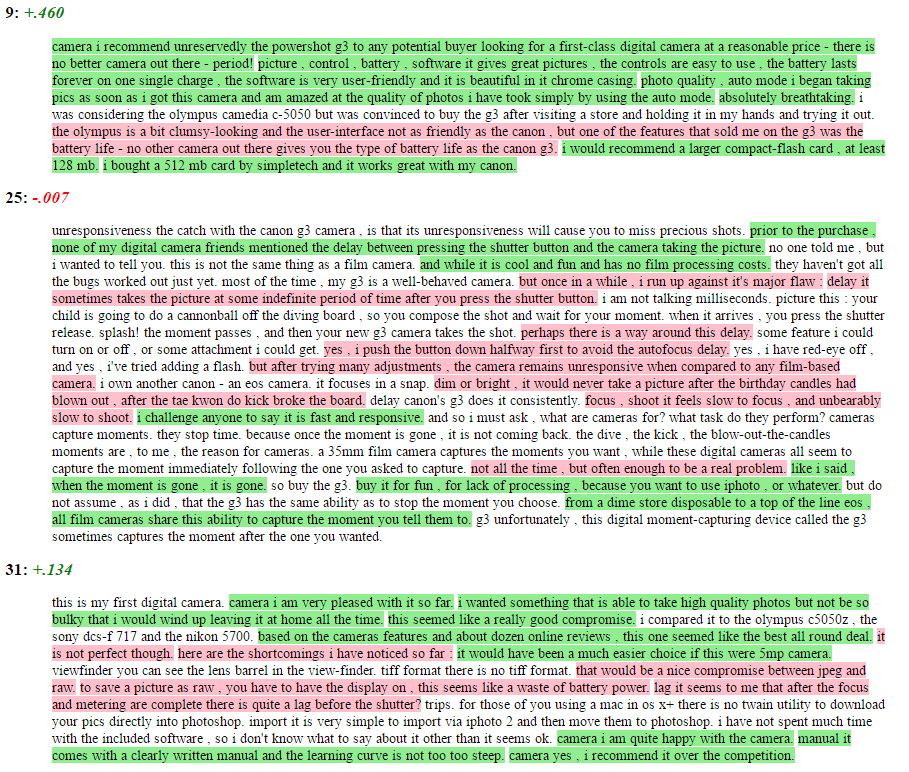 9: +.460
camera i recommend unreservedly the powershot g3 to any potential buyer looking for a first-class digital camera at a reasonable price - there is
no better camera out there - period! picture , control , battery , software it gives great pictures , the controls are easy to use , the battery lasts
forever on one single charge , the software is very user-friendly and it is beautiful in it chrome casing. photo quality , auto mode i began taking
pics as soon as i got this camera and am amazed at the quality of photos i have took simply by using the auto mode. absolutely breathtaking. i
was considering the olympus camedia c-5050 but was convinced to buy the g3 after visiting a store and holding it in my hands and trying it out.
the olympus is a bit clumsy-looking and the user-interface not as friendly as the canon , but one of the features that sold me on the g3 was the
battery life - no other camera out there gives you the type of battery life as the canon g3. i would recommend a larger compact-flash card , at least
128 mb. i bought a 512 mb card by simpletech and it works great with my canon.
25: -.007
unresponsiveness the catch with the canon g3 camera , is that its unresponsiveness will cause you to miss precious shots. prior to the purchase ,
none of my digital camera friends mentioned the delay between pressing the shutter button and the camera taking the picture. no one told me , but
i wanted to tell you. this is not the same thing as a film camera. and while it is cool and fun and has no film processing costs. they haven't got all
the bugs worked out just yet. most of the time , my g3 is a well-behaved camera. but once in a while , i run up against it's major flaw : delay it
sometimes takes the picture at some indefinite period of time after you press the shutter button. i am not talking milliseconds. picture this : your
child is going to do a cannonball off the diving board , so you compose the shot and wait for your moment. when it arrives , you press the shutter
release. splash! the moment passes , and then your new g3 camera takes the shot. perhaps there is a way around this delay. some feature i could
turn on or off , or some attachment i could get. yes , i push the button down halfway first to avoid the autofocus delay. yes , i have red-eye off ,
and yes , i've tried adding a flash. but after trying many adjustments , the camera remains unresponsive when compared to any film-based
camera. i own another canon - an eos camera. it focuses in a snap. dim or bright , it would never take a picture after the birthday candles had
blown out , after the tae kwon do kick broke the board. delay canon's g3 does it consistently. focus , shoot it feels slow to focus , and unbearably
slow to shoot. i challenge anyone to say it is fast and responsive. and so i must ask , what are cameras for? what task do they perform? cameras
capture moments. they stop time. because once the moment is gone , it is not coming back. the dive , the kick , the blow-out-the-candles
moments are , to me , the reason for cameras. a 35mm film camera captures the moments you want , while these digital cameras all seem to
capture the moment immediately following the one you asked to capture. not all the time , but often enough to be a real problem. like i said ,
when the moment is gone , it is gone. so buy the g3. buy it for fun , for lack of processing , because you want to use iphoto , or whatever. but do
not assume , as i did , that the g3 has the same ability as to stop the moment you choose. from a dime store disposable to a top of the line eos ,
all film cameras share this ability to capture the moment you tell them to. g3 unfortunately , this digital moment-capturing device called the g3
sometimes captures the moment after the one you wanted.
31: +.134
this is my first digital camera. camera i am very pleased with it so far. i wanted something that is able to take high quality photos but not be so
bulky that i would wind up leaving it at home all the time. this seemed like a really good compromise. i compared it to the olympus c5050z , the
sony dcs-f 717 and the nikon 5700. based on the cameras features and about dozen online reviews , this one seemed like the best all round deal. it
is not perfect though. here are the shortcomings i have noticed so far : it would have been a much easier choice if this were 5mp camera.
viewfinder you can see the lens barrel in the view-finder. tiff format there is no tiff format. that would be a nice compromise between jpeg and
raw. to save a picture as raw , you have to have the display on , this seems like a waste of battery power. lag it seems to me that after the focus
and metering are complete there is quite a lag before the shutter? trips. for those of you using a mac in os x+ there is no twain utility to download
your pics directly into photoshop. import it is very simple to import via iphoto 2 and then move them to photoshop. i have not spent much time
with the included software , so i don't know what to say about it other than it seems ok. camera i am quite happy with the camera. manual it
comes with a clearly written manual and the learning curve is not too too steep. camera yes , i recommend it over the competition.